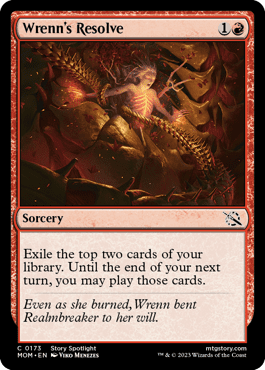 Wrenn's Resolve 1
Sorcery
Exile the top two cards of your
library. Until the end of your next
turn, you may play those cards.
Even as she burned, Wrenn bent
Realmbreaker to her will.
C 0173 Story Spotlight mtgstory.com
MOM • EN Yeko Menezes ™ & © 2023 Wizards of the Coast